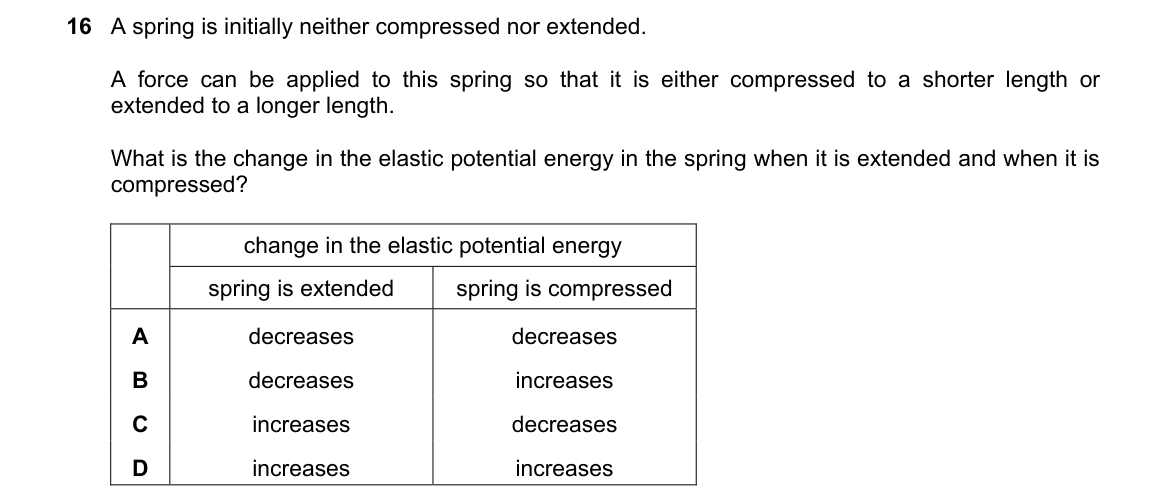 16 A spring is initially neither compressed nor extended.
A force can be applied to this spring so that it is either compressed to a shorter length or
extended to a longer length.
What is the change in the elastic potential energy in the spring when it is extended and when it is
compressed?
change in the elastic potential energy
spring is extended spring is compressed
A decreases decreases
B decreases increases
C increases decreases
D increases increases